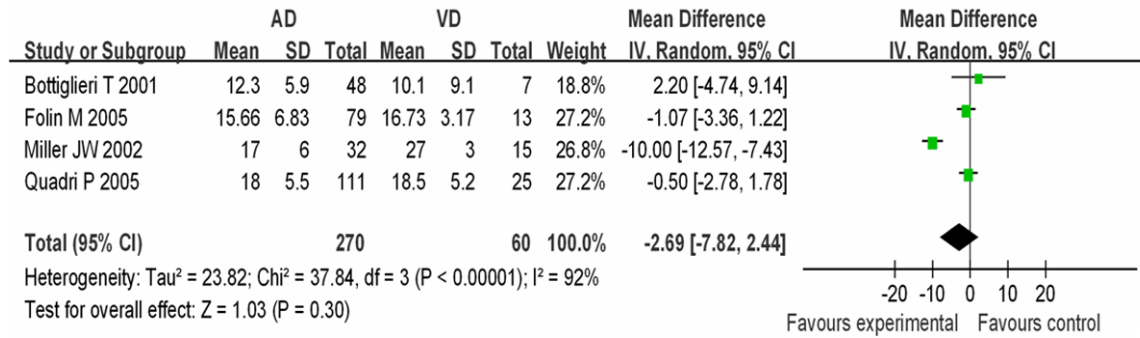 AD VD Mean Difference Mean Difference
Study or Subgroup Mean SD Total Mean SD Total Weight IV, Random, 95% CI IV, Random, 95% CI
Bottiglieri T 2001 12.3 5.9 48 10.1 9.1 7 18.8% 2.20 [-4.74, 9.14]
Folin M 2005 15.66 6.83 79 16.73 3.17 13 27.2% -1.07 [-3.36, 1.22]
Miller JW 2002 17 6 32 27 3 15 26.8% -10.00 [-12.57, -7.43]
Quadri P 2005 18 5.5 111 18.5 5.2 25 27.2% -0.50 [-2.78, 1.78]
Total (95% CI) 270 60 100.0% -2.69 [-7.82, 2.44]
Heterogeneity: Tau² = 23.82; Chi² = 37.84, df = 3 (P < 0.00001); I² = 92%
Test for overall effect: Z = 1.03 (P = 0.30)
-20 -10 0 10 20
Favours experimental Favours control